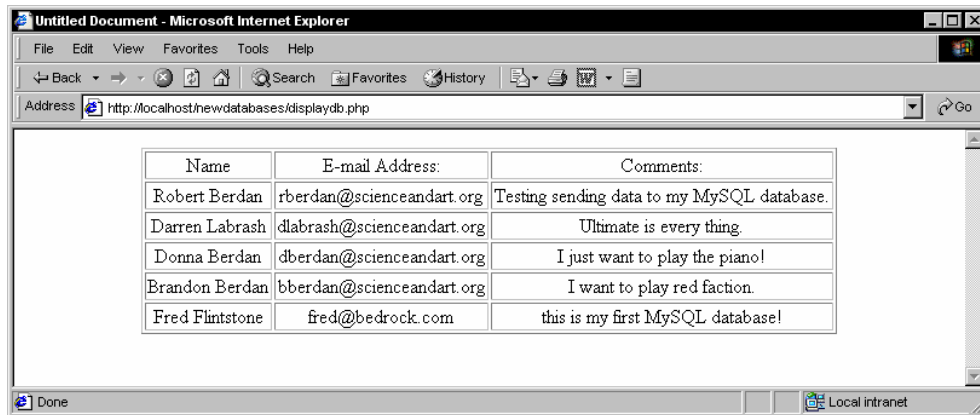 Untitled Document - Microsoft Internet Explorer
File Edit View Favorites Tools Help
Back Search Favorites History
Address http://localhost/newdatabases/displaydb.php Go
Name E-mail Address: Comments:
Robert Berdan rberdan@scienceandart.org Testing sending data to my MySQL database.
Darren Labrash dlabrash@scienceandart.org Ultimate is every thing.
Donna Berdan dberdan@scienceandart.org I just want to play the piano!
Brandon Berdan bberdan@scienceandart.org I want to play red faction.
Fred Flintstone fred@bedrock.com this is my first MySQL database!
Done Local intranet